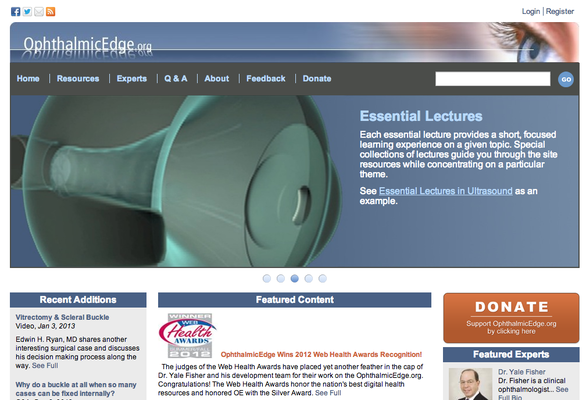 Login | Register
OphthalmicEdge.org
Home | Resources | Experts | Q & A | About | Feedback | Donate
GO
Essential Lectures
Each essential lecture provides a short, focused
learning experience on a given topic. Special
collections of lectures guide you through the site
resources while concentrating on a particular
theme.
See Essential Lectures in Ultrasound as an
example.
Recent Additions
Vitrectomy & Scleral Buckle
Video, Jan 3, 2013
Edwin H. Ryan, MD shares another
interesting surgical case and discusses
his decision making process along the
way. See Full
Why do a buckle at all when so many
cases can be fixed internally?
Featured Content
WINNER
WEB
Health
AWARDS
2012
OphthalmicEdge Wins 2012 Web Health Awards Recognition!
The judges of the Web Health Awards have placed yet another feather in the cap of
Dr. Yale Fisher and his development team for their work on the OphthalmicEdge.org.
Congratulations! The Web Health Awards honor the nation's best digital health
resources and honored OE with the Silver Award. See Full
DONATE
Support OphthalmicEdge.org
by clicking here
Featured Experts
Dr. Yale Fisher
Dr. Fisher is a clinical
ophthalmologist... See
Full Bio